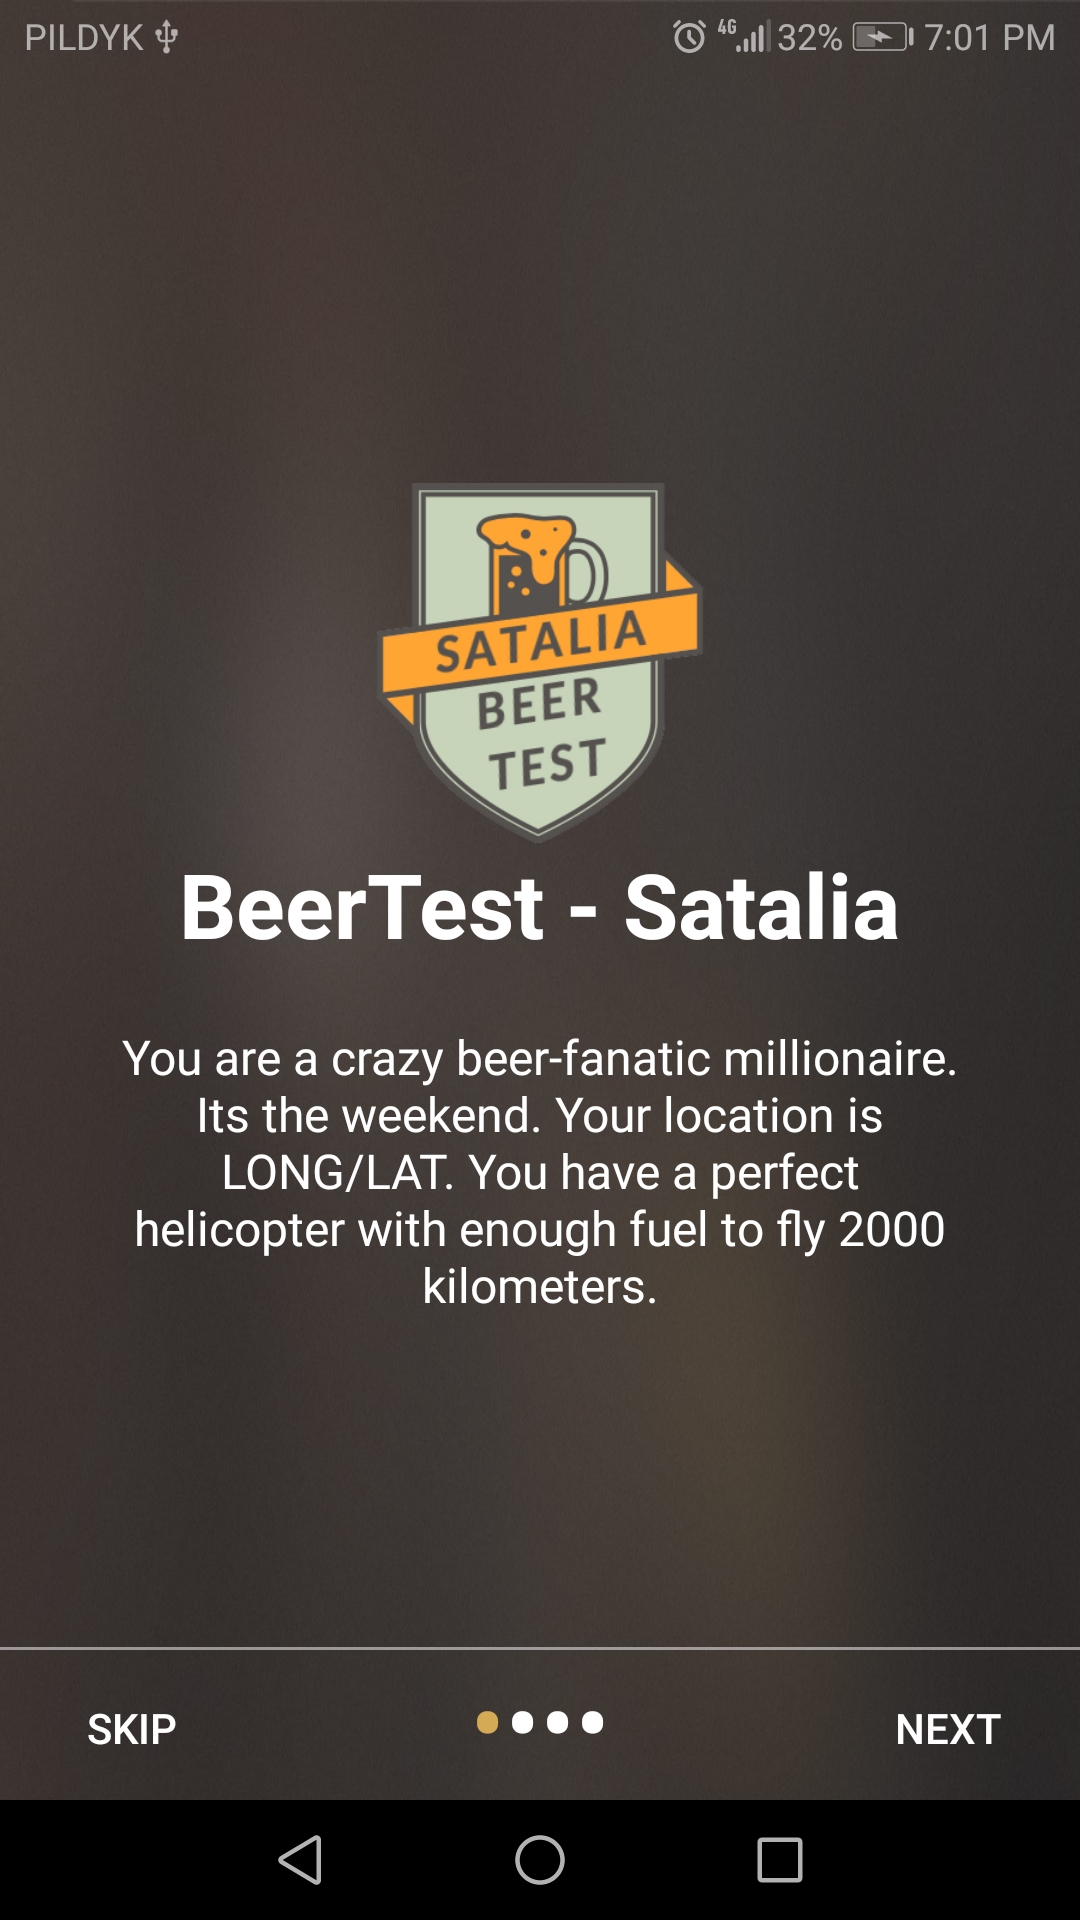 PILDYK 4G 32% 7:01 PM
SATALIA
BEER
TEST
BeerTest - Satalia
You are a crazy beer-fanatic millionaire.
Its the weekend. Your location is
LONG/LAT. You have a perfect
helicopter with enough fuel to fly 2000
kilometers.
SKIP NEXT